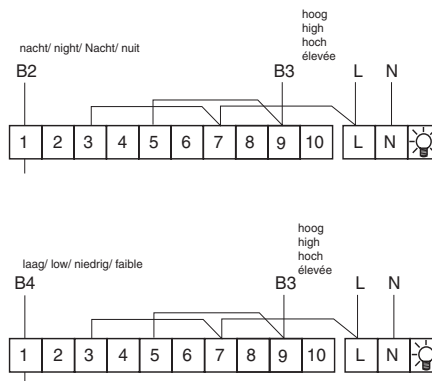 hoog
high
hoch
élevée
nacht/ night/ Nacht/ nuit
B2 B3 L N
1 2 3 4 5 6 7 8 9 10 L N
hoog
high
hoch
élevée
laag/ low/ niedrig/ faible
B4 B3 L N
1 2 3 4 5 6 7 8 9 10 L N